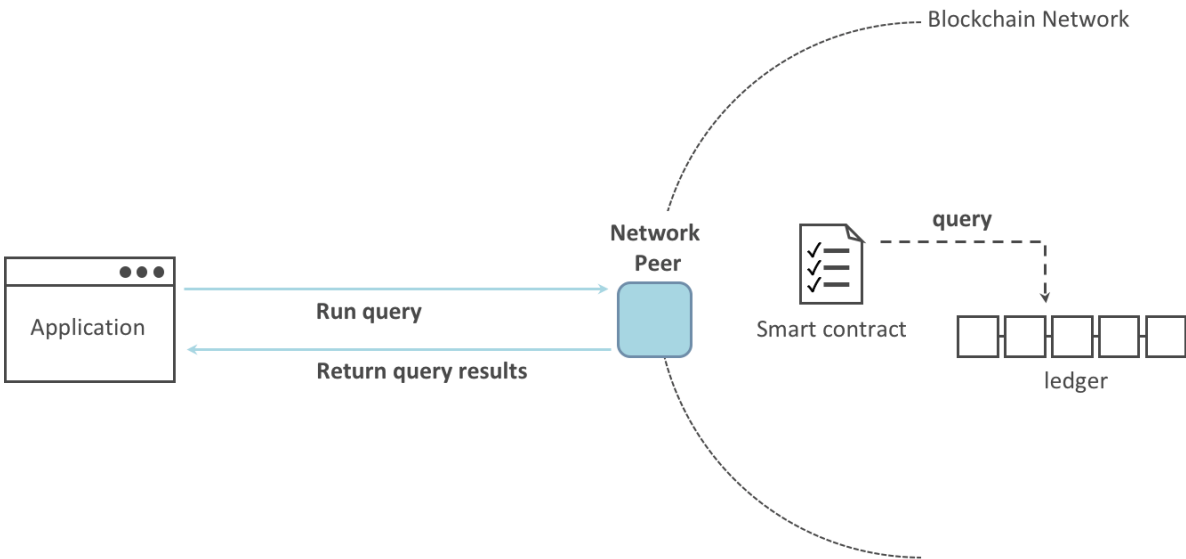 Blockchain Network
Network
Peer
query
Application
Run query
Smart contract
Return query results
ledger